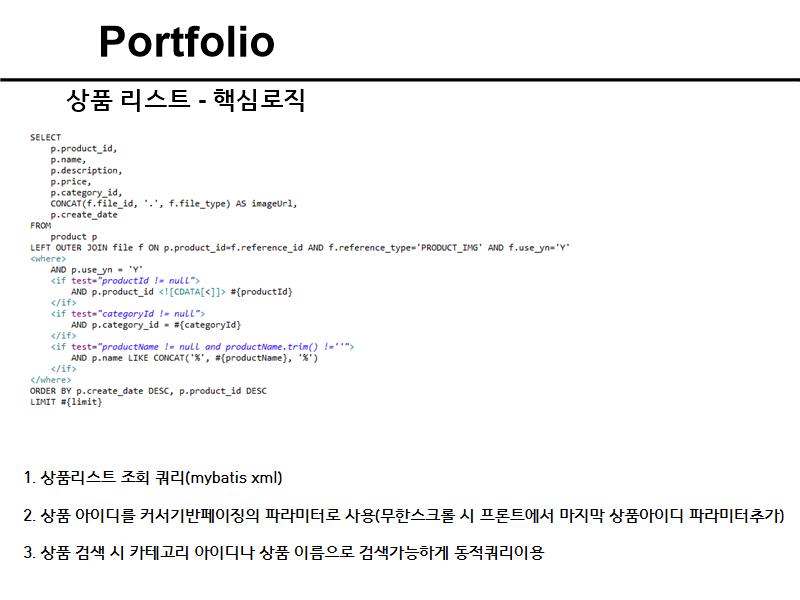 Portfolio
상품 리스트 - 핵심로직
SELECT
p.product_id,
p.name,
p.description,
p.price,
p.category_id,
CONCAT(f.file_id, '.', f.file_type) AS imageUrl,
p.create_date
FROM
product p
LEFT OUTER JOIN file f ON p.product_id=f.reference_id AND f.reference_type='PRODUCT_IMG' AND f.use_yn='Y'
<where>
AND p.use_yn = 'Y'
<if test="productId != null">
AND p.product_id <![CDATA[<]]> #{productId}
</if>
<if test="categoryId != null">
AND p.category_id = #{categoryId}
</if>
<if test="productName != null and productName.trim() !=''">
AND p.name LIKE CONCAT('%', #{productName}, '%')
</if>
</where>
ORDER BY p.create_date DESC, p.product_id DESC
LIMIT #{limit}
1. 상품리스트 조회 쿼리(mybatis xml)
2. 상품 아이디를 커서기반페이징의 파라미터로 사용(무한스크롤 시 프론트에서 마지막 상품아이디 파라미터추가)
3. 상품 검색 시 카테고리 아이디나 상품 이름으로 검색가능하게 동적쿼리이용